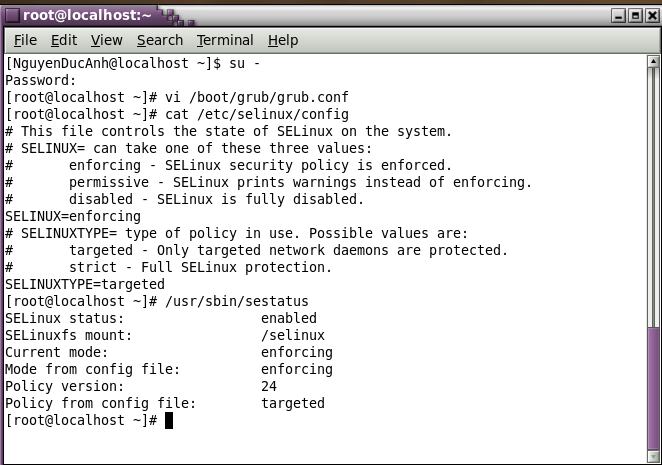 root@localhost:~
File Edit View Search Terminal Help
[NguyenDucAnh@localhost ~]$ su -
Password:
[root@localhost ~]# vi /boot/grub/grub.conf
[root@localhost ~]# cat /etc/selinux/config
# This file controls the state of SELinux on the system.
# SELINUX= can take one of these three values:
#       enforcing - SELinux security policy is enforced.
#       permissive - SELinux prints warnings instead of enforcing.
#       disabled - SELinux is fully disabled.
SELINUX=enforcing
# SELINUXTYPE= type of policy in use. Possible values are:
#       targeted - Only targeted network daemons are protected.
#       strict - Full SELinux protection.
SELINUXTYPE=targeted
[root@localhost ~]# /usr/sbin/sestatus
SELinux status:                 enabled
SELinuxfs mount:                /selinux
Current mode:                   enforcing
Mode from config file:          enforcing
Policy version:                 24
Policy from config file:        targeted
[root@localhost ~]#